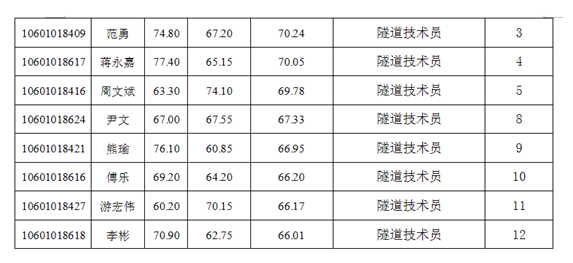 10601018409 范勇 74.80 67.20 70.24 隧道技术员 3
10601018617 蒋永嘉 77.40 65.15 70.05 隧道技术员 4
10601018416 周文斌 63.30 74.10 69.78 隧道技术员 5
10601018624 尹文 67.00 67.55 67.33 隧道技术员 8
10601018421 熊瑜 76.10 60.85 66.95 隧道技术员 9
10601018616 傅乐 69.20 64.20 66.20 隧道技术员 10
10601018427 游宏伟 60.20 70.15 66.17 隧道技术员 11
10601018618 李彬 70.90 62.75 66.01 隧道技术员 12